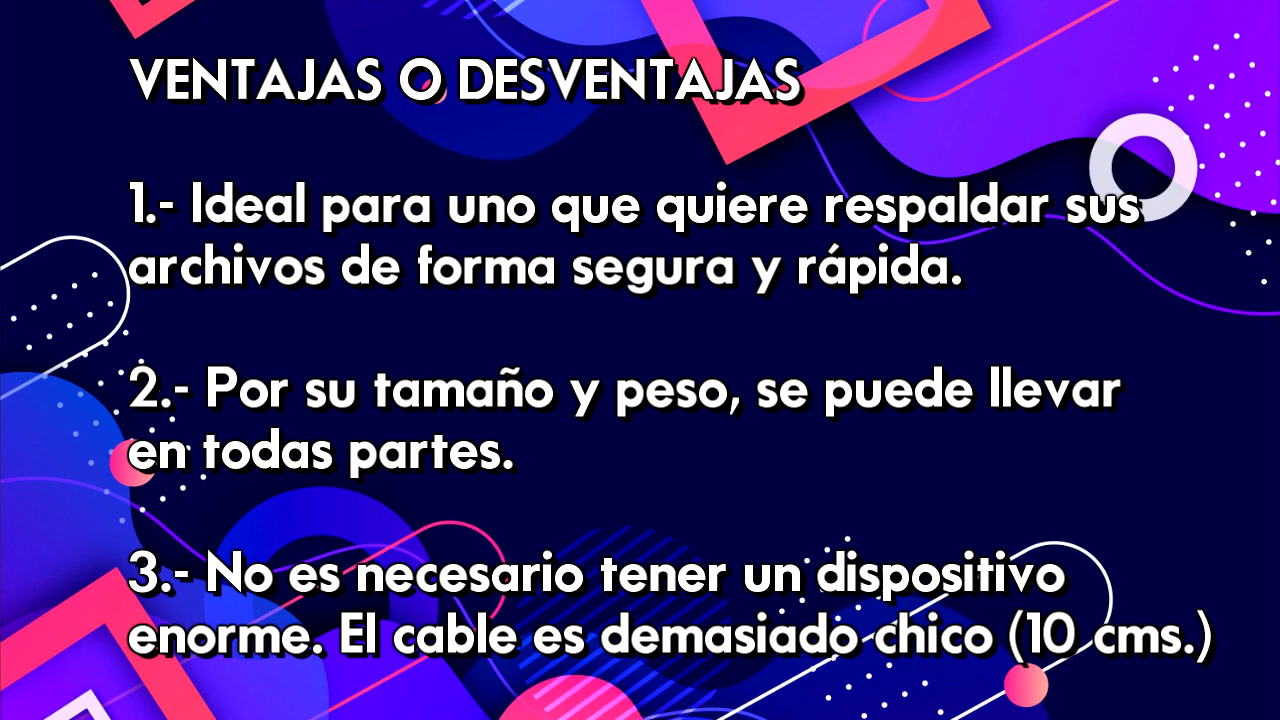 VENTAJAS O DESVENTAJAS
1.- Ideal para uno que quiere respaldar sus
archivos de forma segura y rápida.
2.- Por su tamaño y peso, se puede llevar
en todas partes.
3.- No es necesario tener un dispositivo
enorme. El cable es demasiado chico (10 cms.)